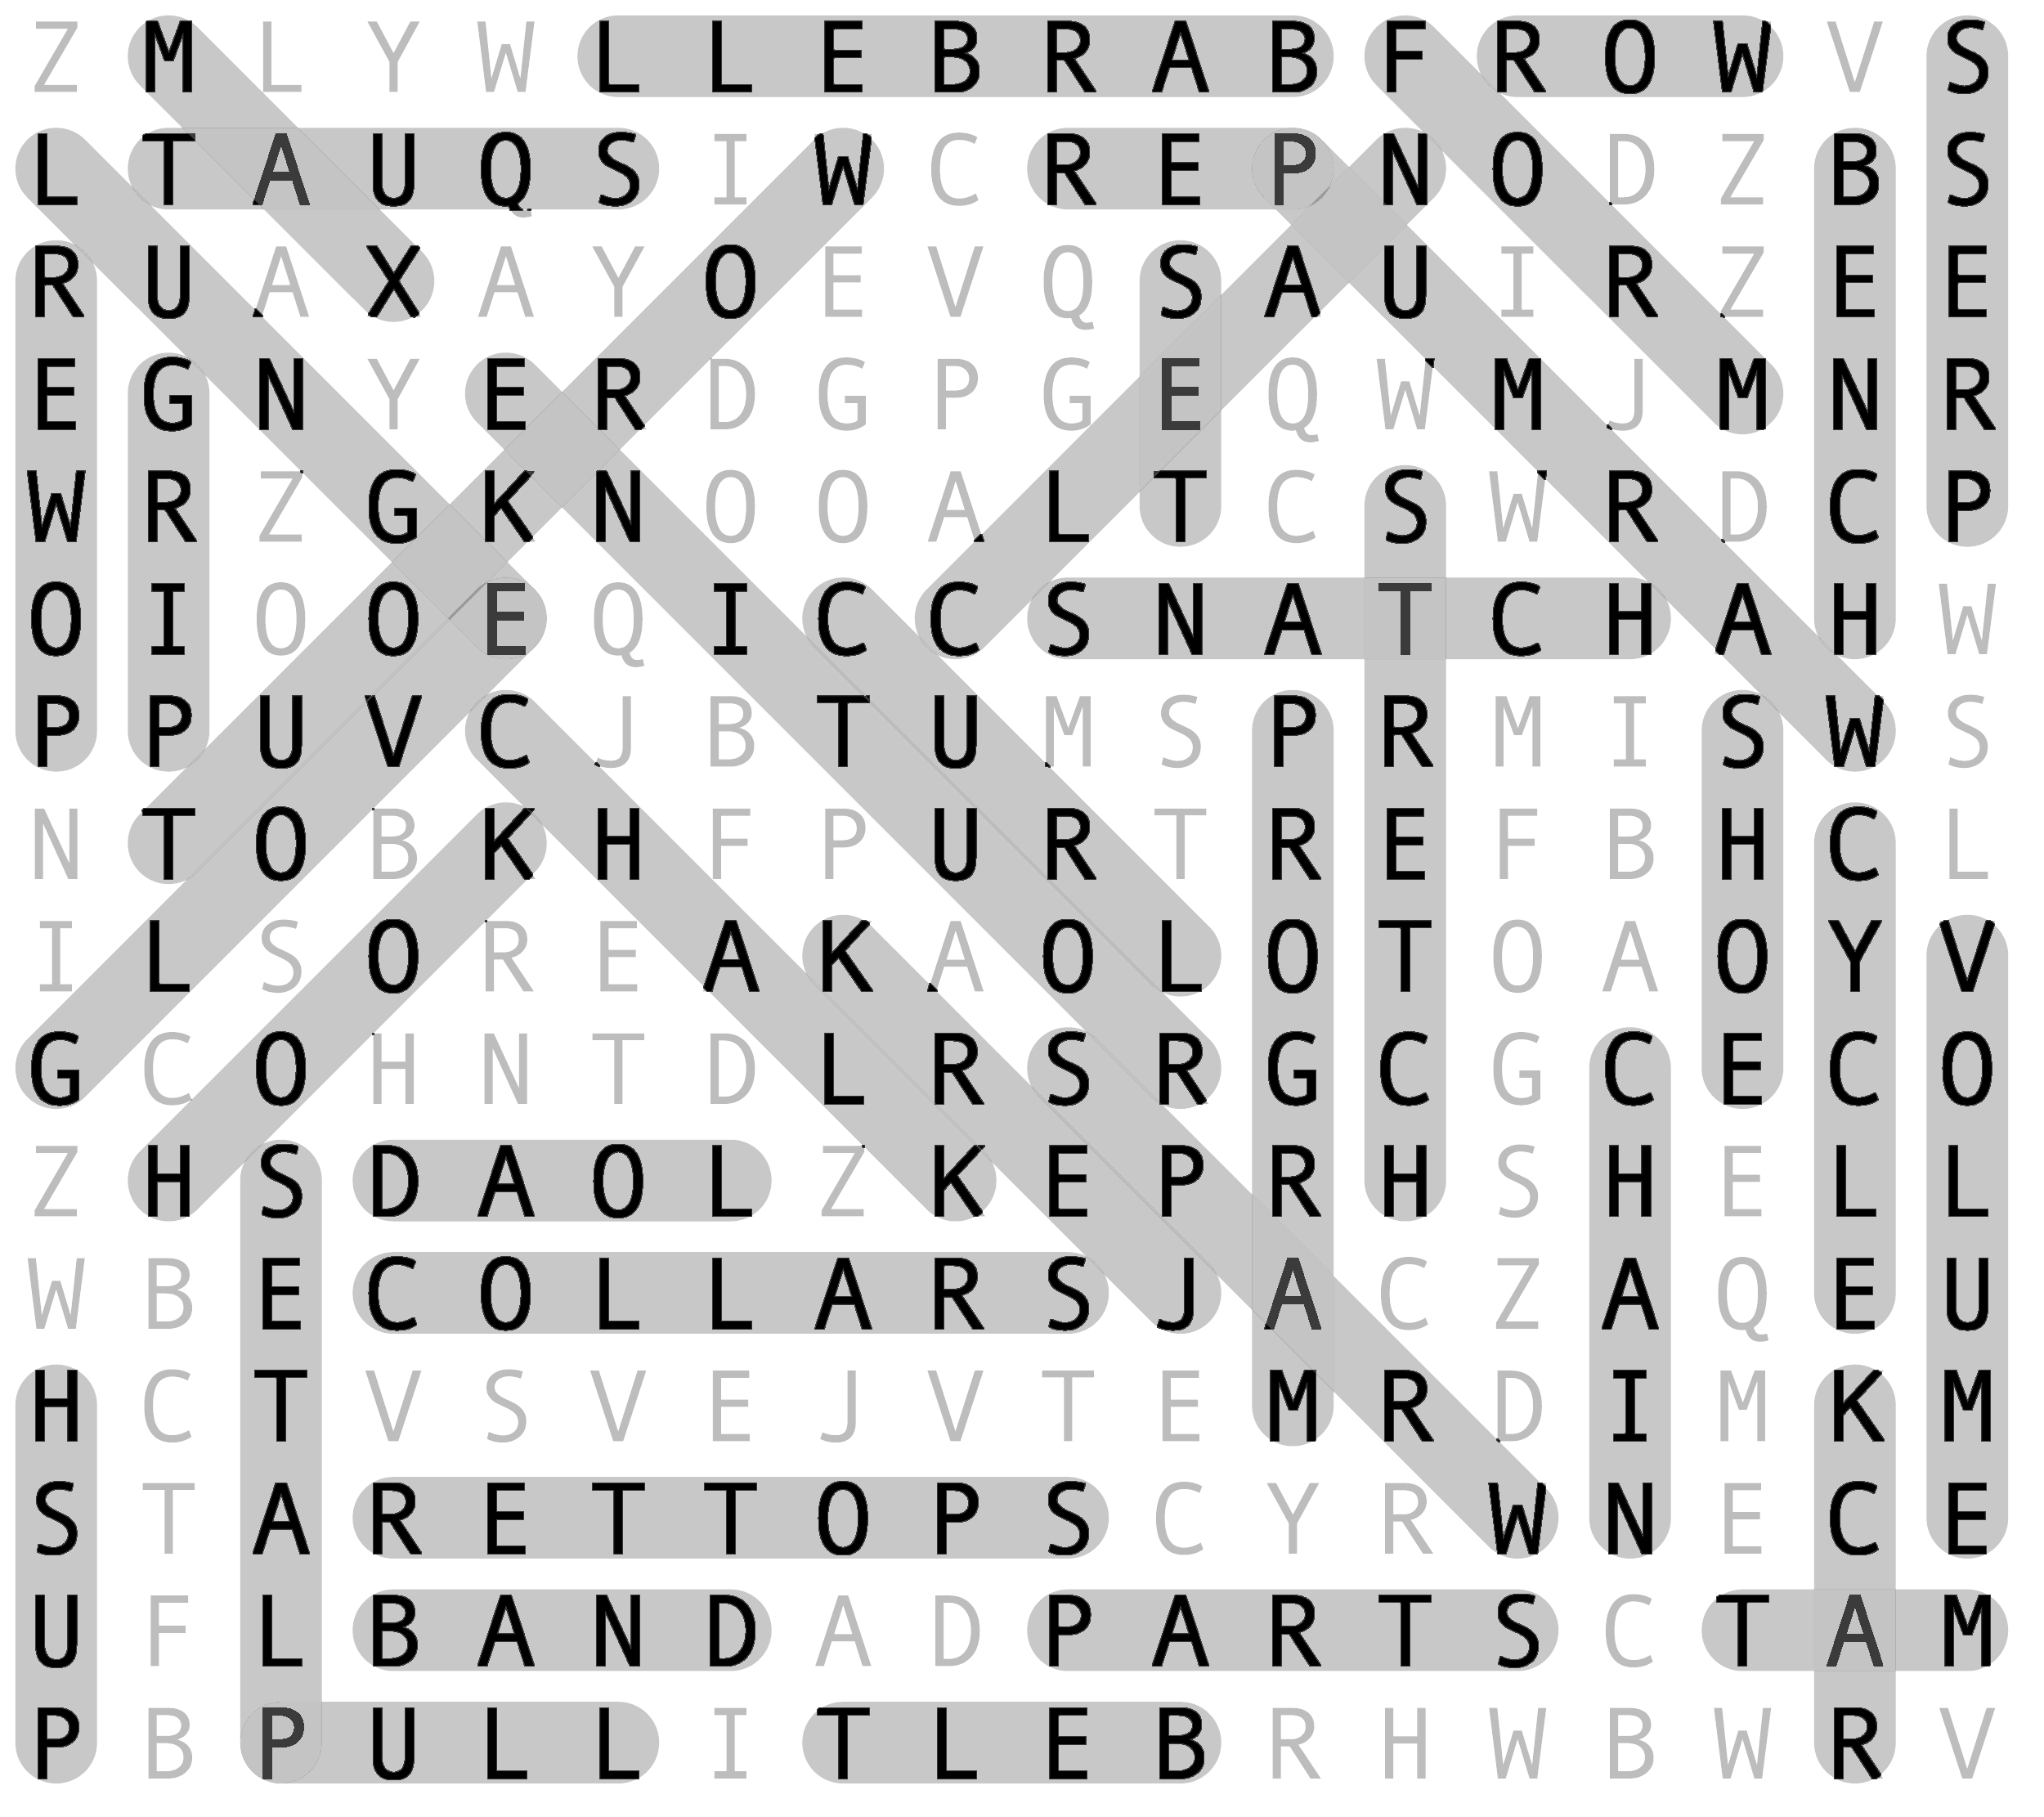 Z M L Y W L L E B R A B F R O W V S
L T A U Q S I W C R E P N O D Z B S
R U A X A Y O E V Q S A U I R Z E E
E G N Y E R D G P G E Q W M J M N R
W R Z G K N O O A L T C S W R D C P
O I O O E Q I C C S N A T C H A H W
P P U V C J B T U M S P R M I S W S
N T O B K H F P U R T R E F B H C L
I L S O R E A K A O L O T O A O Y V
G C O H N T D L R S R G C G C E C O
Z H S D A O L Z K E P R H S H E L L
W B E C O L L A R S J A C Z A Q E U
H C T V S V E J V T E M R D I M K M
S T A R E T T O P S C Y R W N E C E
U F L B A N D A D P A R T S C T A M
P B P U L L I T L E B R H W B W R V